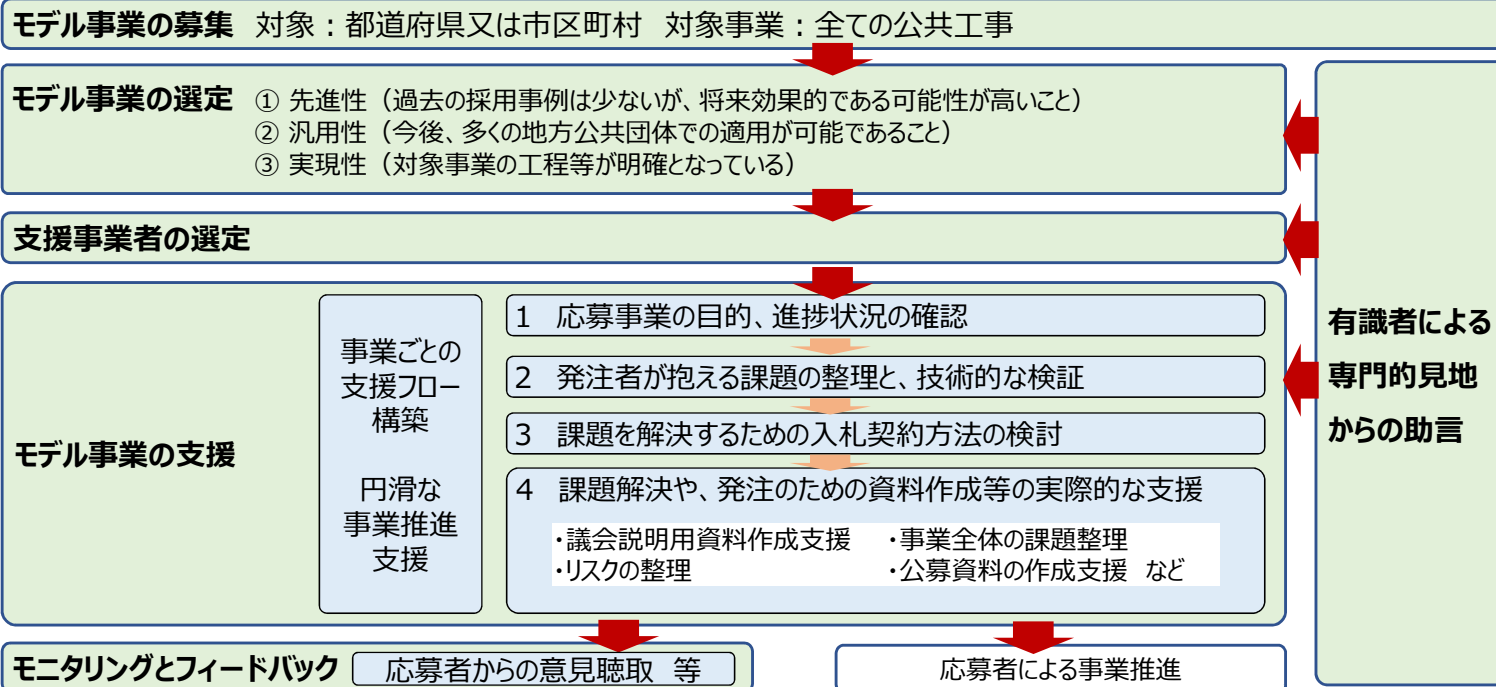 モデル事業の募集 対象：都道府県又は市区町村 対象事業：全ての公共工事
モデル事業の選定 ① 先進性（過去の採用事例は少ないが、将来効果的である可能性が高いこと）
② 汎用性（今後、多くの地方公共団体での適用が可能であること）
③ 実現性（対象事業の工程等が明確となっている）
支援事業者の選定
モデル事業の支援
事業ごとの
支援フロー
構築
円滑な
事業推進
支援
1 応募事業の目的、進捗状況の確認
2 発注者が抱える課題の整理と、技術的な検証
3 課題を解決するための入札契約方法の検討
4 課題解決や、発注のための資料作成等の実際的な支援
・議会説明用資料作成支援 ・事業全体の課題整理
・リスクの整理 ・公募資料の作成支援 など
有識者による
専門的見地
からの助言
モニタリングとフィードバック 応募者からの意見聴取 等
応募者による事業推進